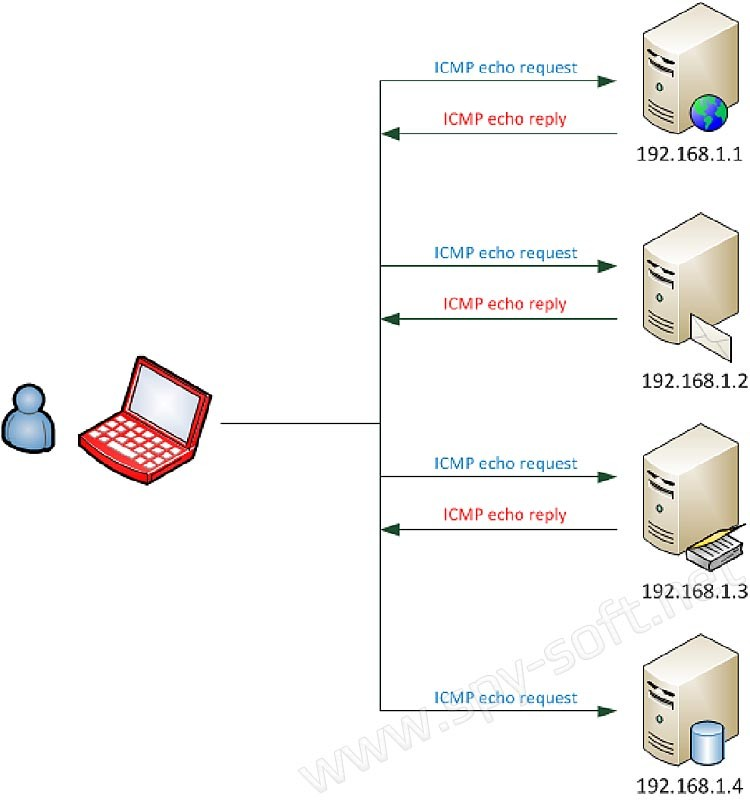 ICMP echo request
ICMP echo reply
192.168.1.1
ICMP echo request
ICMP echo reply
192.168.1.2
ICMP echo request
ICMP echo reply
192.168.1.3
ICMP echo request
192.168.1.4
www.spy-soft.net